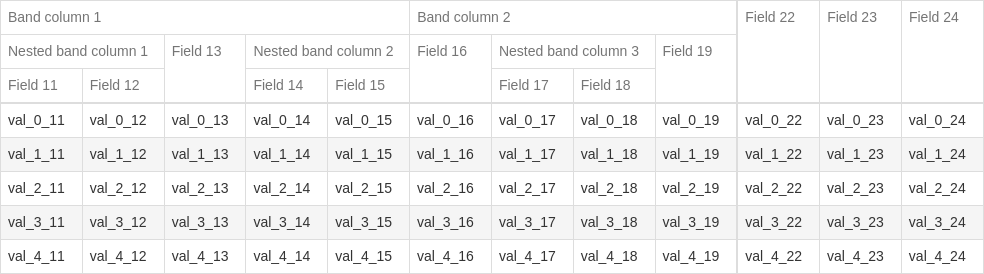 Band column 1 Band column 2 Field 22 Field 23 Field 24
Nested band column 1 Field 13 Nested band column 2 Field 16 Nested band column 3 Field 19
Field 11 Field 12 Field 14 Field 15 Field 17 Field 18
val_0_11 val_0_12 val_0_13 val_0_14 val_0_15 val_0_16 val_0_17 val_0_18 val_0_19 val_0_22 val_0_23 val_0_24
val_1_11 val_1_12 val_1_13 val_1_14 val_1_15 val_1_16 val_1_17 val_1_18 val_1_19 val_1_22 val_1_23 val_1_24
val_2_11 val_2_12 val_2_13 val_2_14 val_2_15 val_2_16 val_2_17 val_2_18 val_2_19 val_2_22 val_2_23 val_2_24
val_3_11 val_3_12 val_3_13 val_3_14 val_3_15 val_3_16 val_3_17 val_3_18 val_3_19 val_3_22 val_3_23 val_3_24
val_4_11 val_4_12 val_4_13 val_4_14 val_4_15 val_4_16 val_4_17 val_4_18 val_4_19 val_4_22 val_4_23 val_4_24